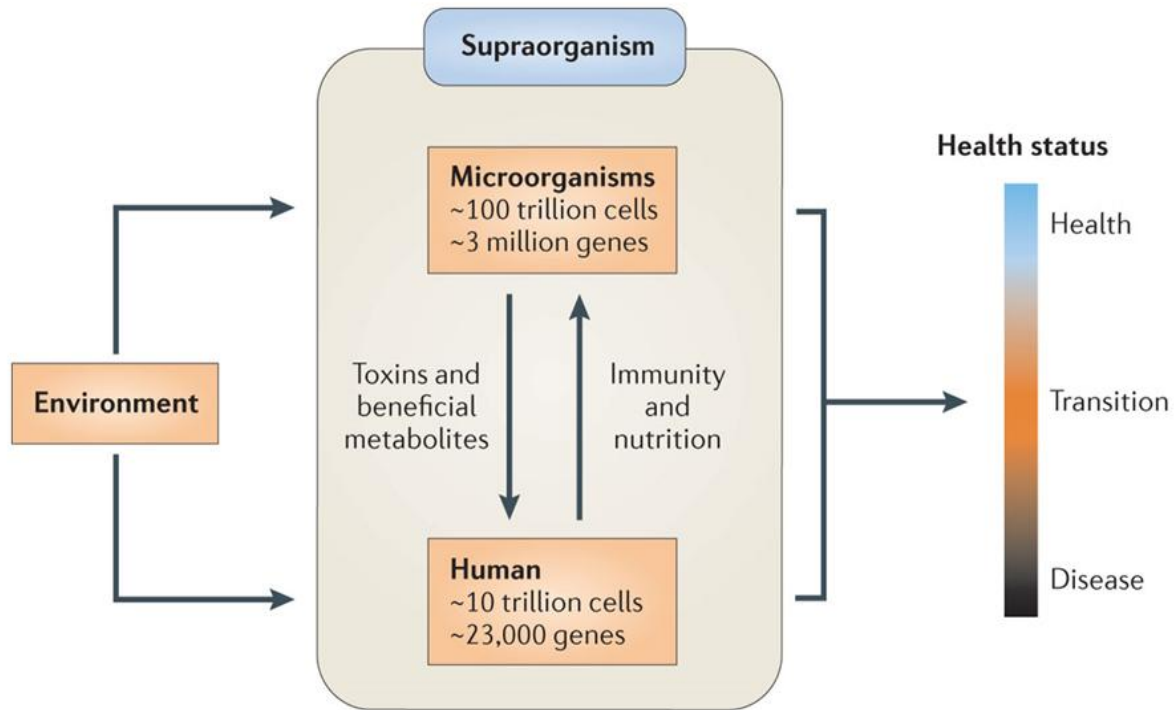 Supraorganism
Microorganisms
~100 trillion cells
~3 million genes
Environment
Toxins and
beneficial
metabolites
Immunity
and
nutrition
Human
~10 trillion cells
~23,000 genes
Health status
Health
Transition
Disease